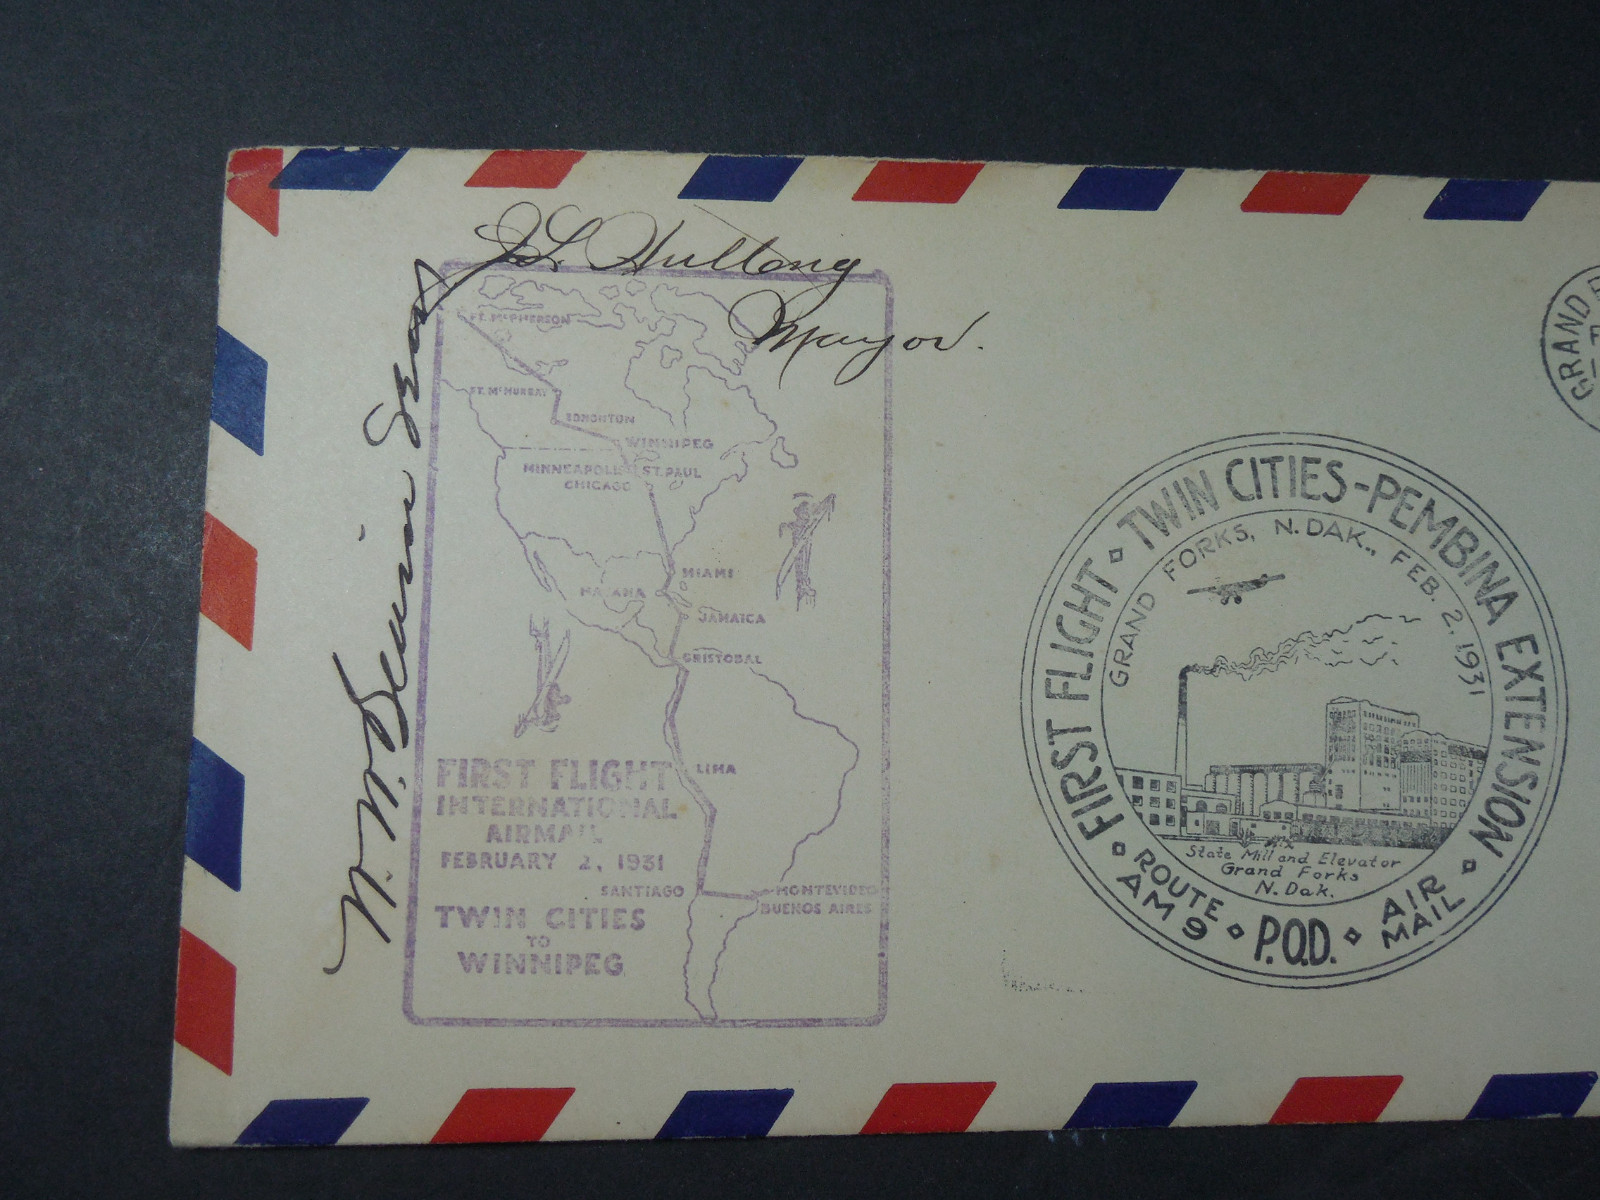 J.L. Hulteng
Mayor.
FT. McPHERSON
FT. McMURRAY
EDMONTON
WINNIPEG
MINNEAPOLIS ST. PAUL
CHICAGO
MIAMI
HAVANA
JAMAICA
CRISTOBAL
LIMA
FIRST FLIGHT
INTERNATIONAL
AIRMAIL
FEBRUARY 2, 1931
SANTIAGO
MONTEVIDEO
BUENOS AIRES
TWIN CITIES
TO
WINNIPEG
FIRST FLIGHT TWIN CITIES-PEMBINA EXTENSION
GRAND FORKS, N. DAK., FEB. 2, 1931
State Mill and Elevator
Grand Forks
N. Dak.
ROUTE
AM 9
P.O.D.
AIR
MAIL
GRAND